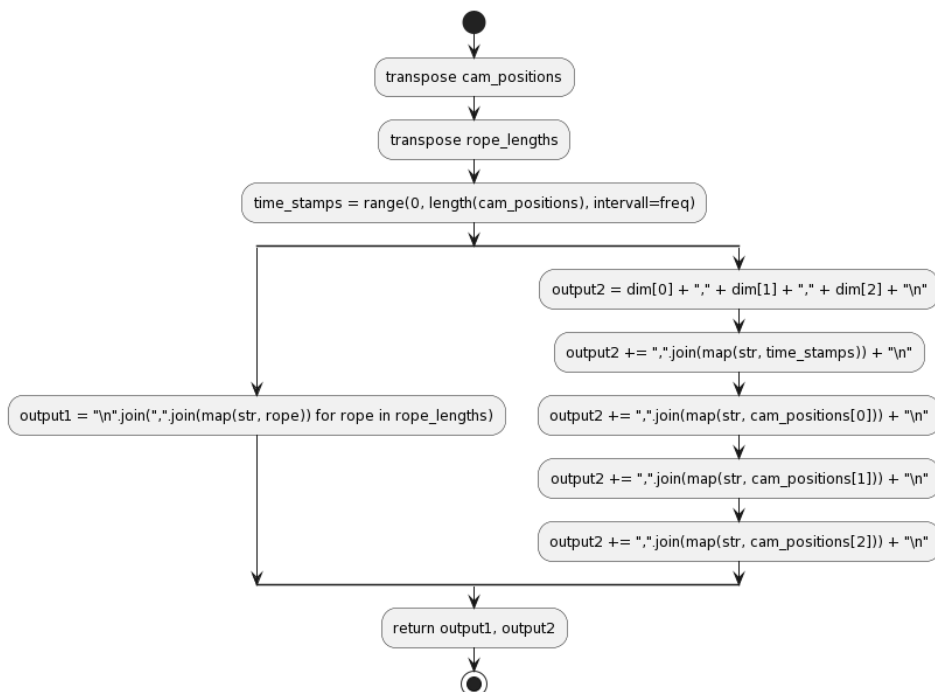 transpose cam_positions
transpose rope_lengths
time_stamps = range(0, length(cam_positions), intervall=freq)
output1 = "\n".join(",".join(map(str, rope)) for rope in rope_lengths)
output2 = dim[0] + "," + dim[1] + "," + dim[2] + "\n"
output2 += ",".join(map(str, time_stamps)) + "\n"
output2 += ",".join(map(str, cam_positions[0])) + "\n"
output2 += ",".join(map(str, cam_positions[1])) + "\n"
output2 += ",".join(map(str, cam_positions[2])) + "\n"
return output1, output2